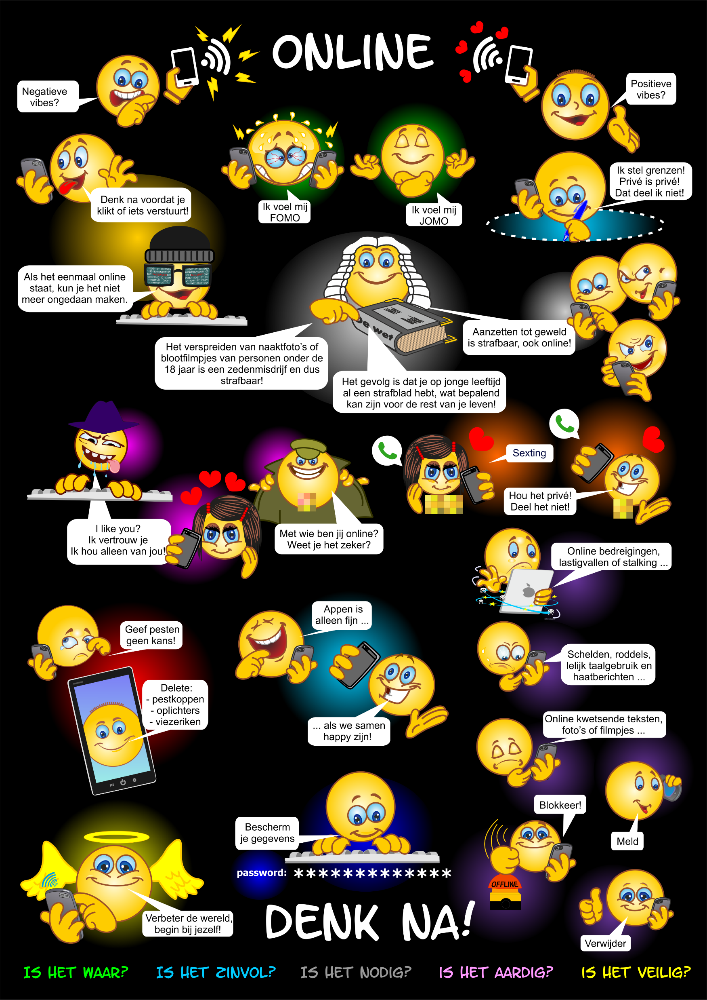 ONLINE
Negatieve
vibes?
Positieve
vibes?
Denk na voordat je
klikt of iets verstuurt!
Ik voel mij
FOMO
Ik voel mij
JOMO
Ik stel grenzen!
Privé is privé!
Dat deel ik niet!
Als het eenmaal online
staat, kun je het niet
meer ongedaan maken.
Wet
Boek
De wet
Aanzetten tot geweld
is strafbaar, ook online!
Het verspreiden van naaktfoto's of
blootfilmpjes van personen onder de
18 jaar is een zedenmisdrijf en dus
strafbaar!
Het gevolg is dat je op jonge leeftijd
al een strafblad hebt, wat bepalend
kan zijn voor de rest van je leven!
Sexting
Hou het privé!
Deel het niet!
I like you?
Ik vertrouw je
Ik hou alleen van jou!
Met wie ben jij online?
Weet je het zeker?
Online bedreigingen,
lastigvallen of stalking ...
Geef pesten
geen kans!
Appen is
alleen fijn ...
Schelden, roddels,
lelijk taalgebruik en
haatberichten ...
Delete:
- pestkoppen
- oplichters
- viezeriken
... als we samen
happy zijn!
Online kwetsende teksten,
foto's of filmpjes ...
Blokkeer!
Meld
Bescherm
je gegevens
password: *************
OFFLINE
Verbeter de wereld,
begin bij jezelf!
DENK NA!
Verwijder
IS HET WAAR? IS HET ZINVOL? IS HET NODIG? IS HET AARDIG? IS HET VEILIG?